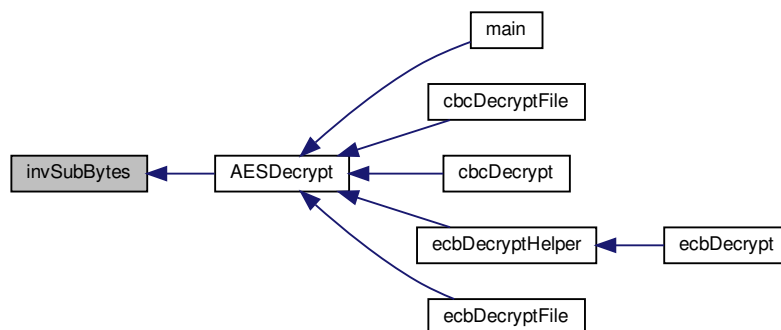 main
cbcDecryptFile
invSubBytes
AESDecrypt
cbcDecrypt
ecbDecryptHelper
ecbDecrypt
ecbDecryptFile